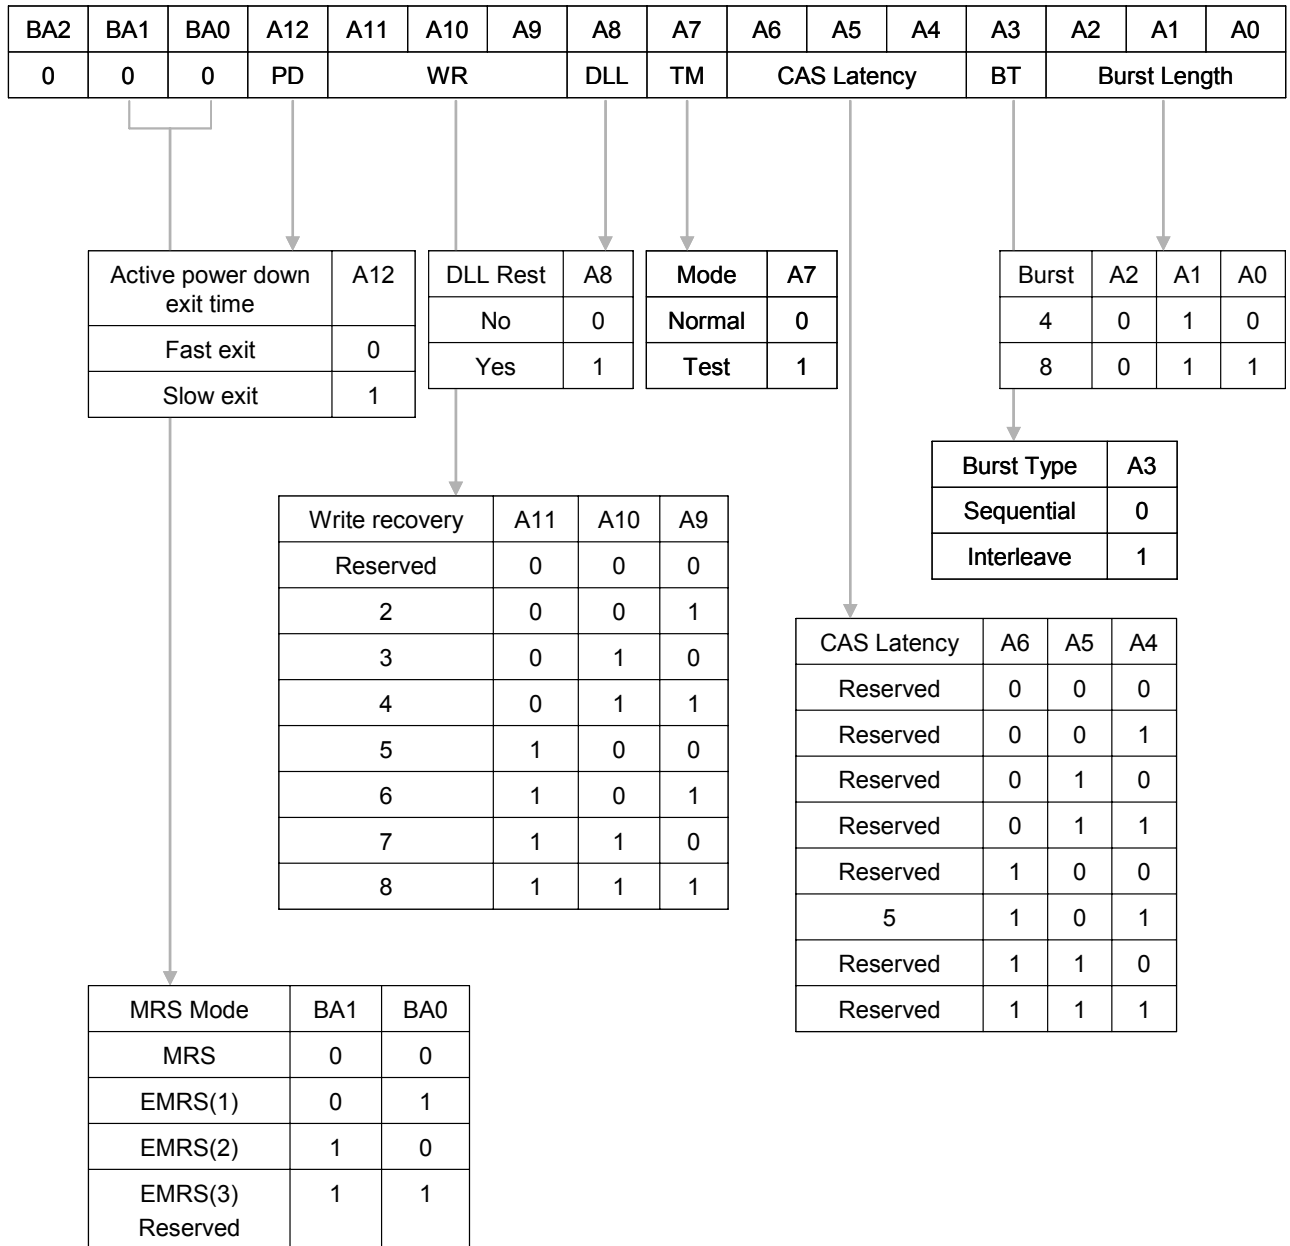 BA2 BA1 BA0 A12 A11 A10 A9 A8 A7 A6 A5 A4 A3 A2 A1 A0
0 0 0 PD WR DLL TM CAS Latency BT Burst Length
Active power down A12
exit time
Fast exit 0
Slow exit 1
DLL Rest A8
No 0
Yes 1
Mode A7
Normal 0
Test 1
Burst A2 A1 A0
4 0 1 0
8 0 1 1
Burst Type A3
Sequential 0
Interleave 1
Write recovery A11 A10 A9
Reserved 0 0 0
2 0 0 1
3 0 1 0
4 0 1 1
5 1 0 0
6 1 0 1
7 1 1 0
8 1 1 1
CAS Latency A6 A5 A4
Reserved 0 0 0
Reserved 0 0 1
Reserved 0 1 0
Reserved 0 1 1
Reserved 1 0 0
5 1 0 1
Reserved 1 1 0
Reserved 1 1 1
MRS Mode BA1 BA0
MRS 0 0
EMRS(1) 0 1
EMRS(2) 1 0
EMRS(3) 1 1
Reserved